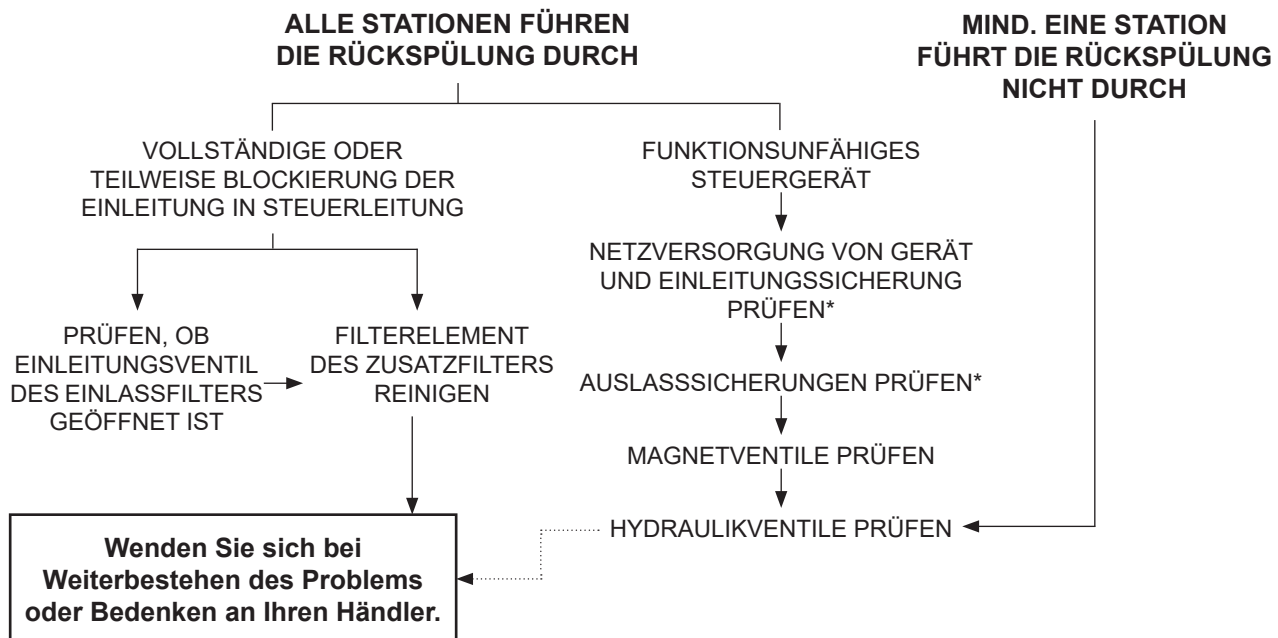 ALLE STATIONEN FÜHREN
DIE RÜCKSPÜLUNG DURCH
MIND. EINE STATION
FÜHRT DIE RÜCKSPÜLUNG
NICHT DURCH
VOLLSTÄNDIGE ODER
TEILWEISE BLOCKIERUNG DER
EINLEITUNG IN STEUERLEITUNG
FUNKTIONSUNFÄHIGES
STEUERGERÄT
NETZVERSORGUNG VON GERÄT
UND EINLEITUNGSSICHERUNG
PRÜFEN*
PRÜFEN, OB
EINLEITUNGSVENTIL
DES EINLASSFILTERS
GEÖFFNET IST
FILTERELEMENT
DES ZUSATZFILTERS
REINIGEN
AUSLASSSICHERUNGEN PRÜFEN*
MAGNETVENTILE PRÜFEN
HYDRAULIKVENTILE PRÜFEN
Wenden Sie sich bei
Weiterbestehen des Problems
oder Bedenken an Ihren Händler.